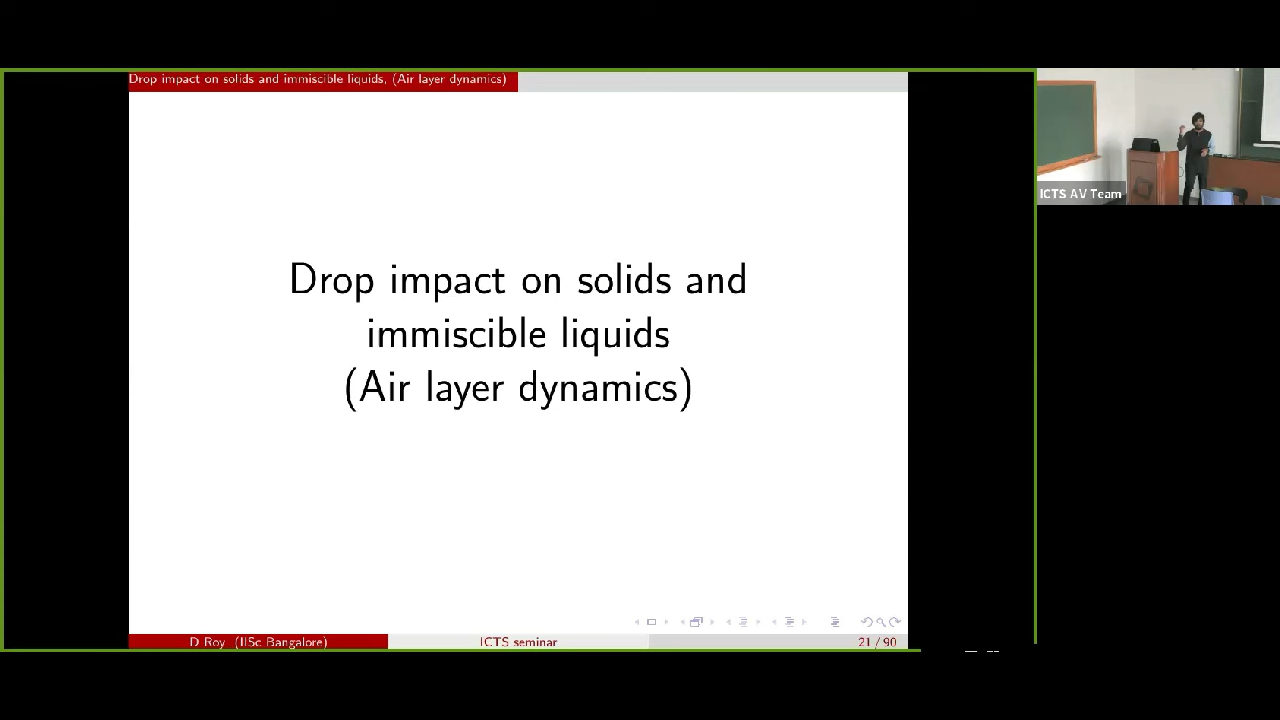 Drop impact on solids and immiscible liquids, (Air layer dynamics)
Drop impact on solids and
immiscible liquids
(Air layer dynamics)
D Roy (IISc Bangalore)
ICTS seminar
21 / 90
ICTS AV Team